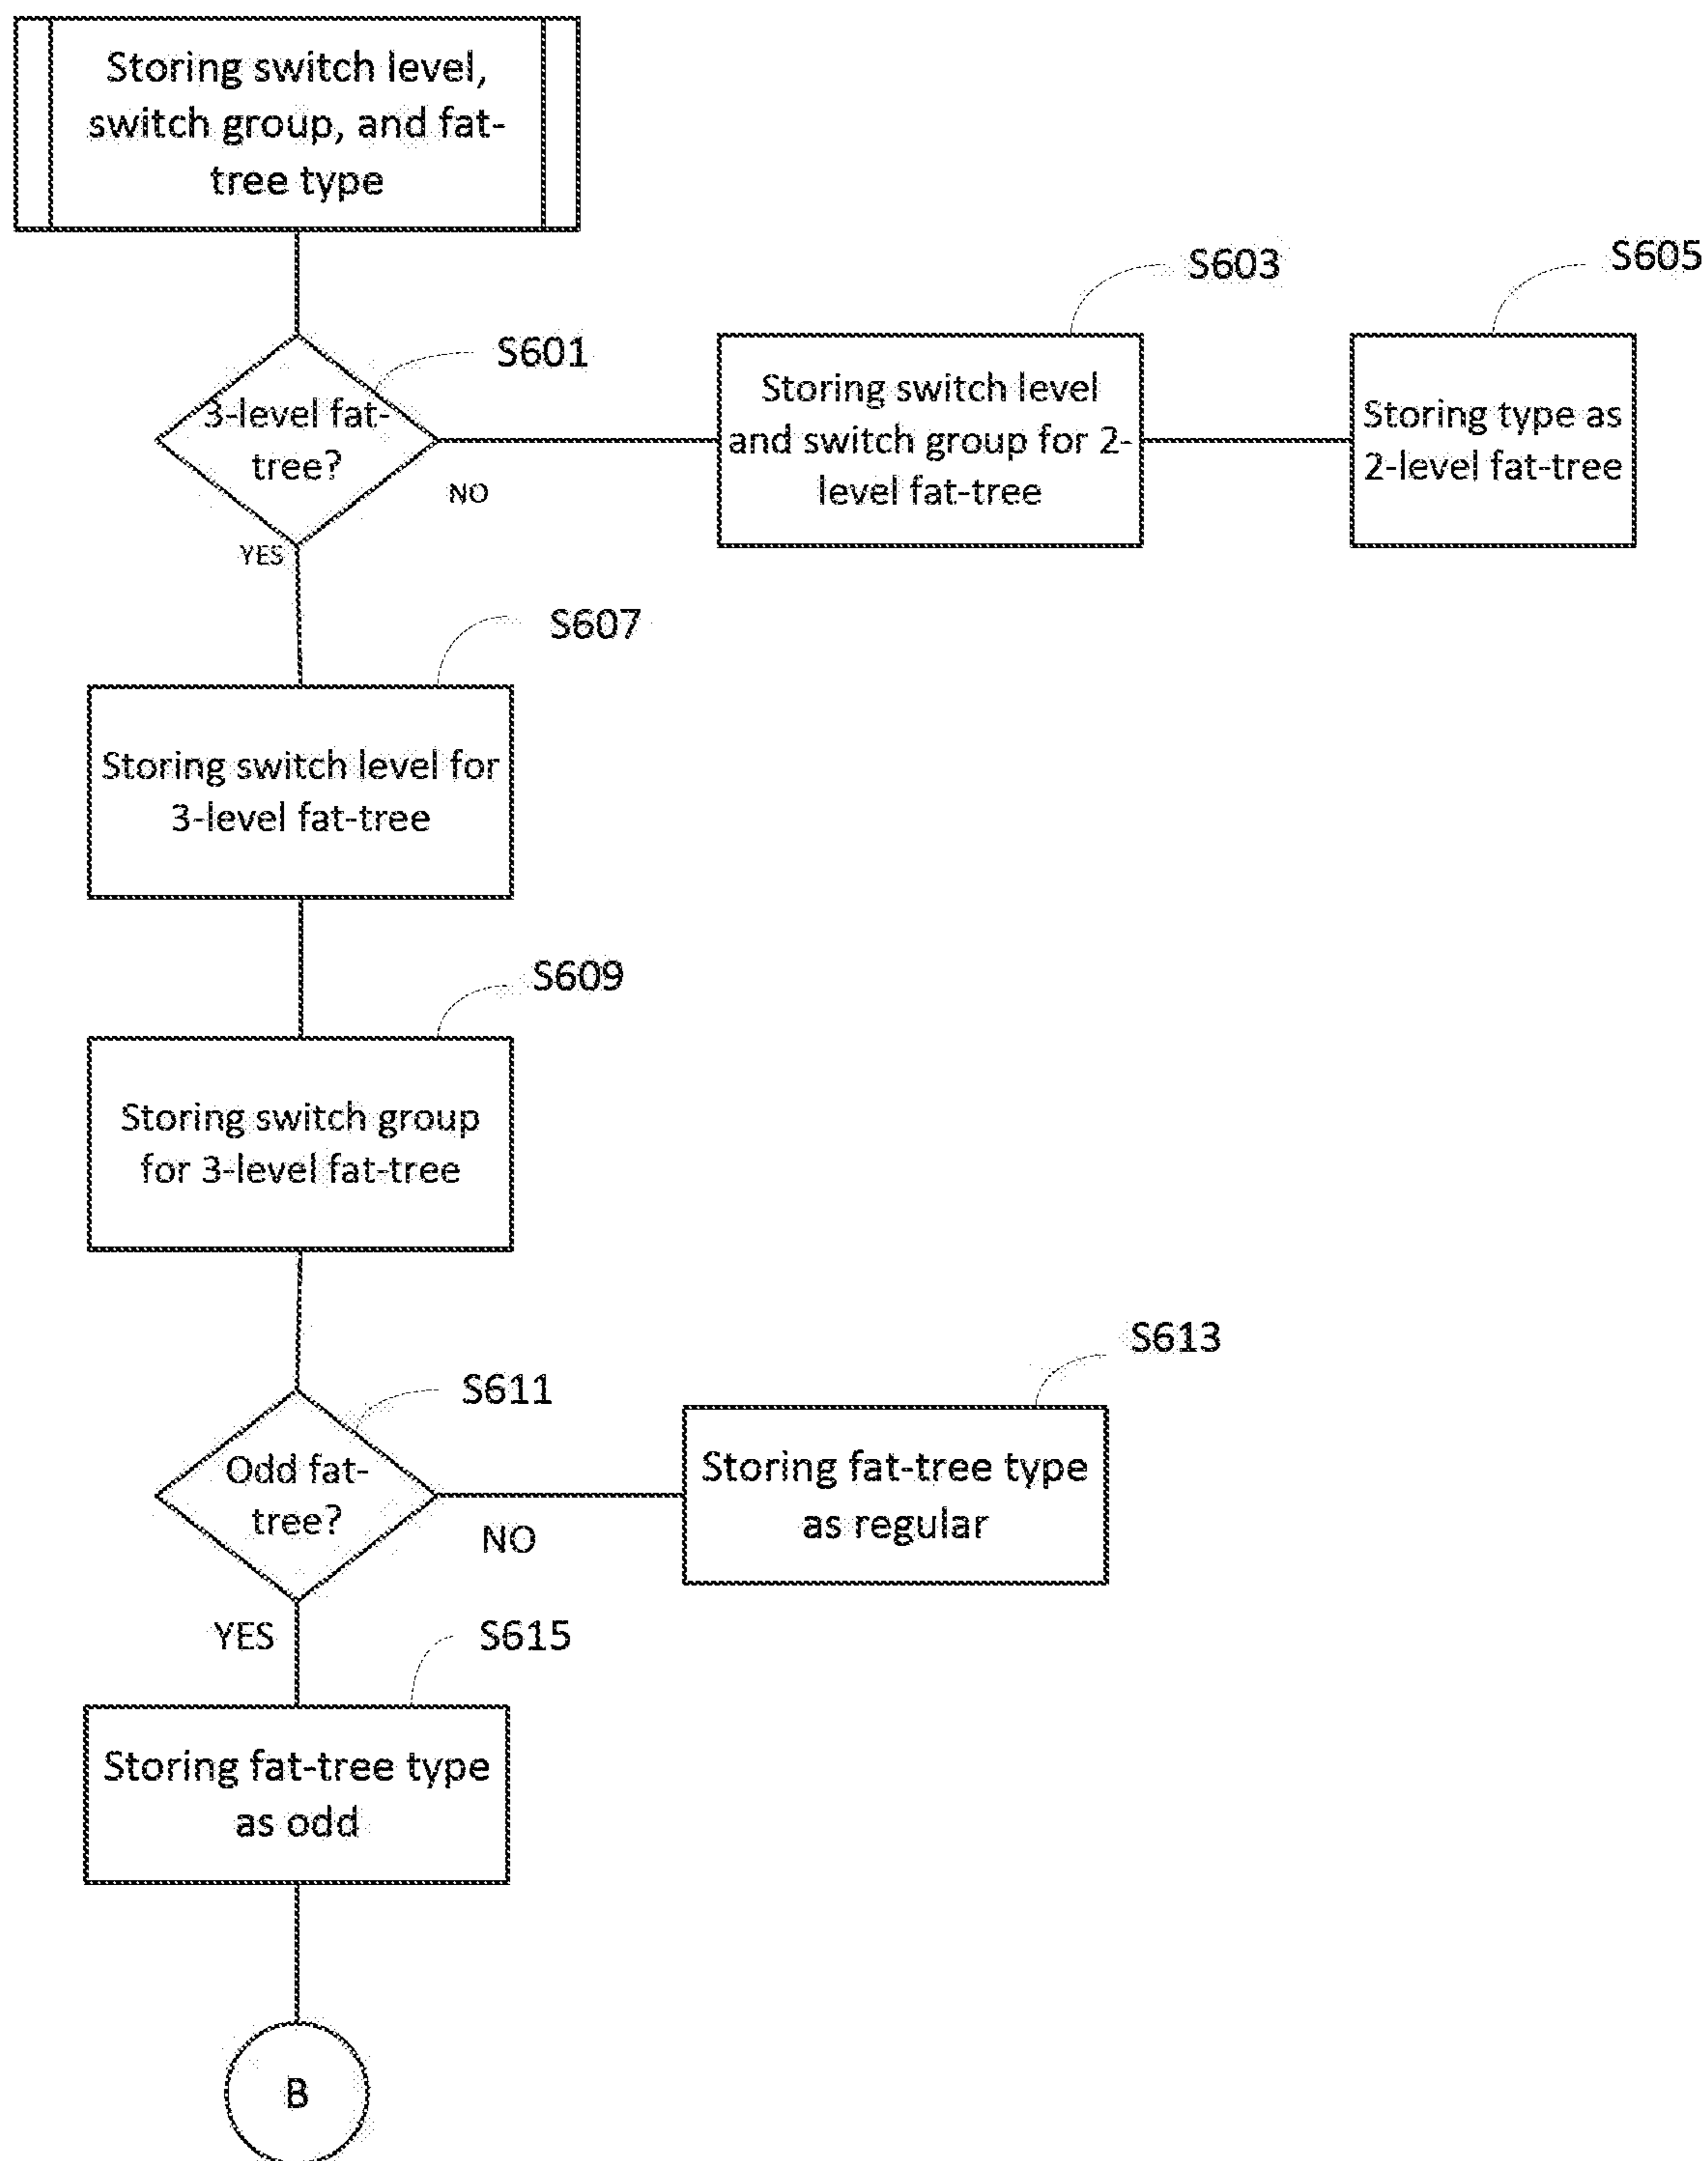 Storing switch level,
switch group, and fat-
tree type
S601
3-level fat-
tree?
NO
YES
S603
Storing switch level
and switch group for 2-
level fat-tree
S605
Storing type as
2-level fat-tree
S607
Storing switch level for
3-level fat-tree
S609
Storing switch group
for 3-level fat-tree
S611
Odd fat-
tree?
NO
YES
S613
Storing fat-tree type
as regular
S615
Storing fat-tree type
as odd
B